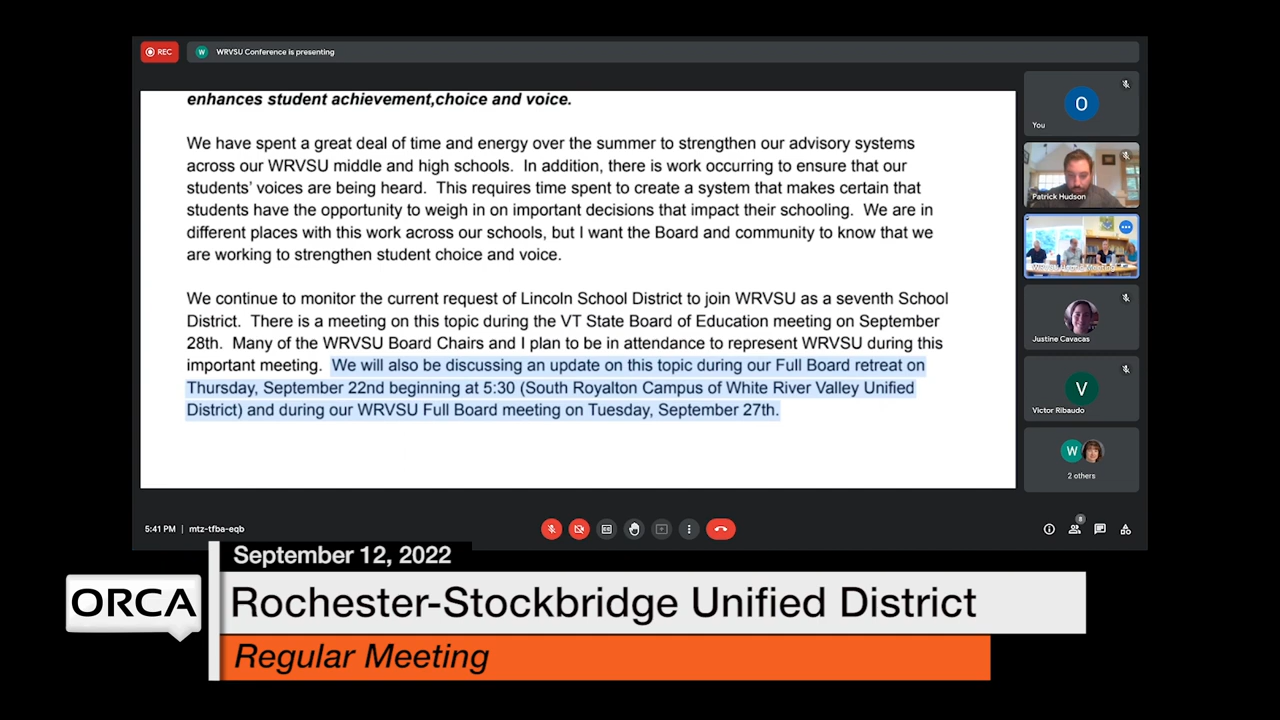 REC
W WRVSU Conference is presenting
enhances student achievement,choice and voice.
We have spent a great deal of time and energy over the summer to strengthen our advisory systems
across our WRVSU middle and high schools. In addition, there is work occurring to ensure that our
students' voices are being heard. This requires time spent to create a system that makes certain that
students have the opportunity to weigh in on important decisions that impact their schooling. We are in
different places with this work across our schools, but I want the Board and community to know that we
are working to strengthen student choice and voice.
We continue to monitor the current request of Lincoln School District to join WRVSU as a seventh School
District. There is a meeting on this topic during the VT State Board of Education meeting on September
28th. Many of the WRVSU Board Chairs and I plan to be in attendance to represent WRVSU during this
important meeting. We will also be discussing an update on this topic during our Full Board retreat on
Thursday, September 22nd beginning at 5:30 (South Royalton Campus of White River Valley Unified
District) and during our WRVSU Full Board meeting on Tuesday, September 27th.
O
You
Patrick Hudson
Justine Cavacas
V
Victor Ribaudo
W
2 others
5:41 PM | mtz-tfba-eqb
8
September 12, 2022
ORCA
Rochester-Stockbridge Unified District
Regular Meeting